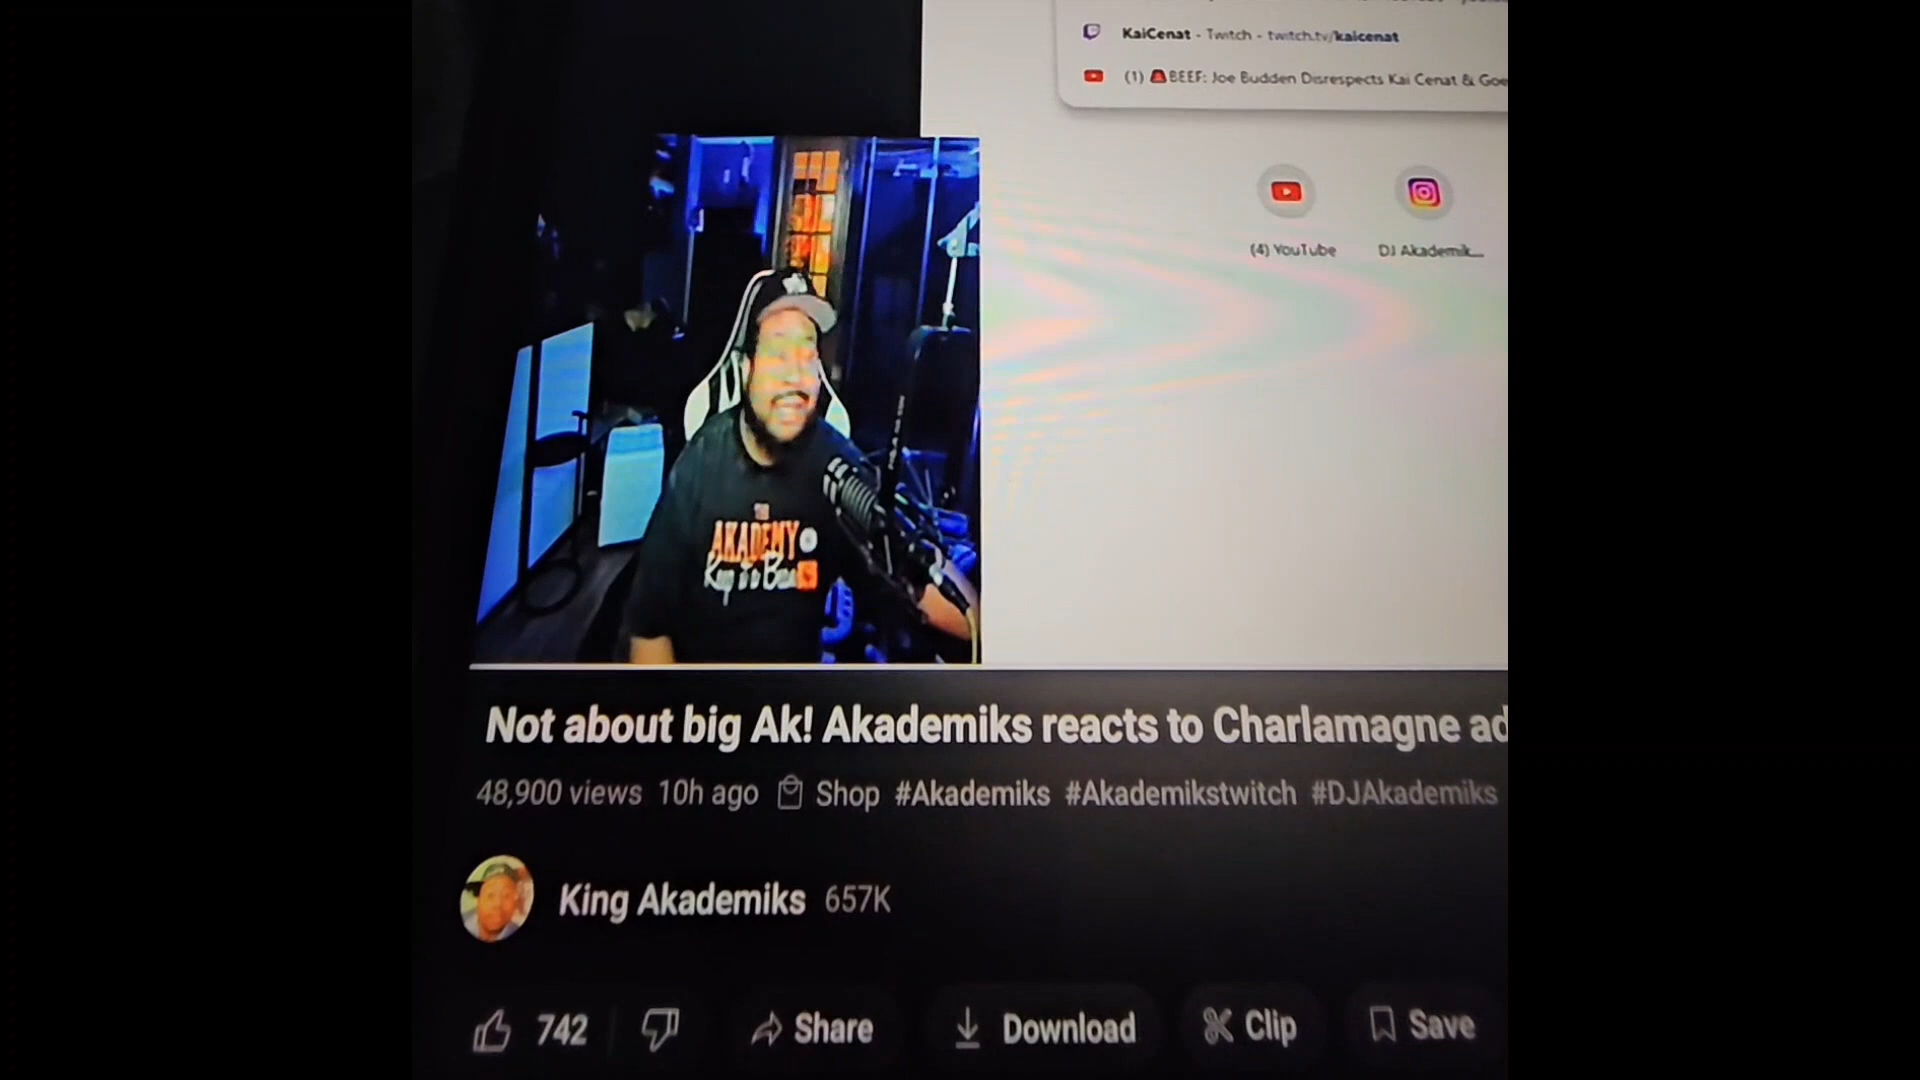 KaiCenat - Twitch - twitch.tv/kaicenat
(1) 🚨BEEF: Joe Budden Disrespects Kai Cenat & Goe
(4) YouTube
DJ Akademik...
AKADEMY
Not about big Ak! Akademiks reacts to Charlamagne ad
48,900 views 10h ago Shop #Akademiks #Akademikstwitch #DJAkademiks
King Akademiks 657K
742 Share Download Clip Save